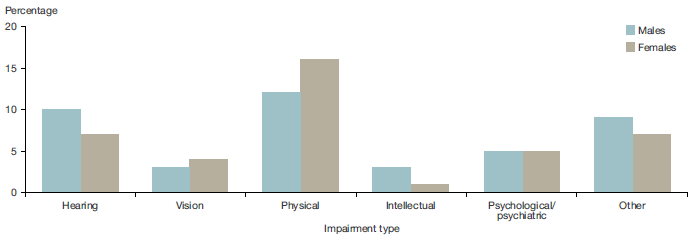 Percentage
20
15
10
5
0
Males
Females
Hearing
Vision
Physical
Intellectual
Psychological/
psychiatric
Other
Impairment type